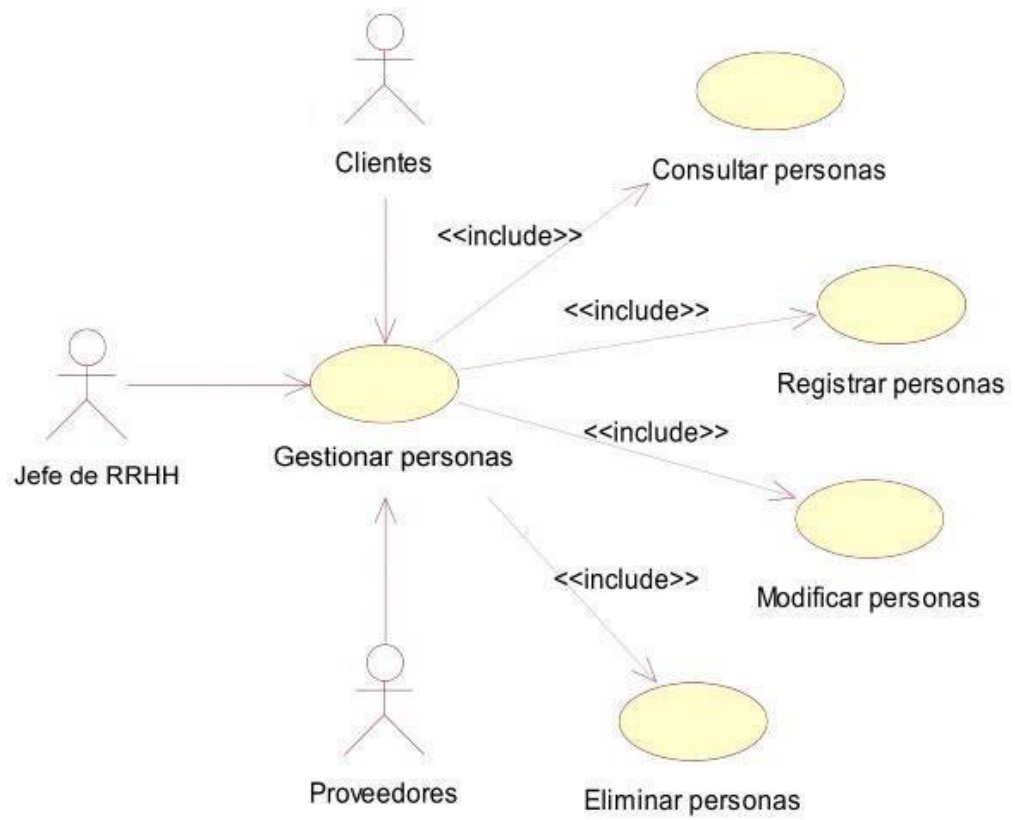 Clientes
Consultar personas
<<include>>
<<include>>
Registrar personas
<<include>>
Gestionar personas
Jefe de RRHH
<<include>>
Modificar personas
Proveedores
Eliminar personas